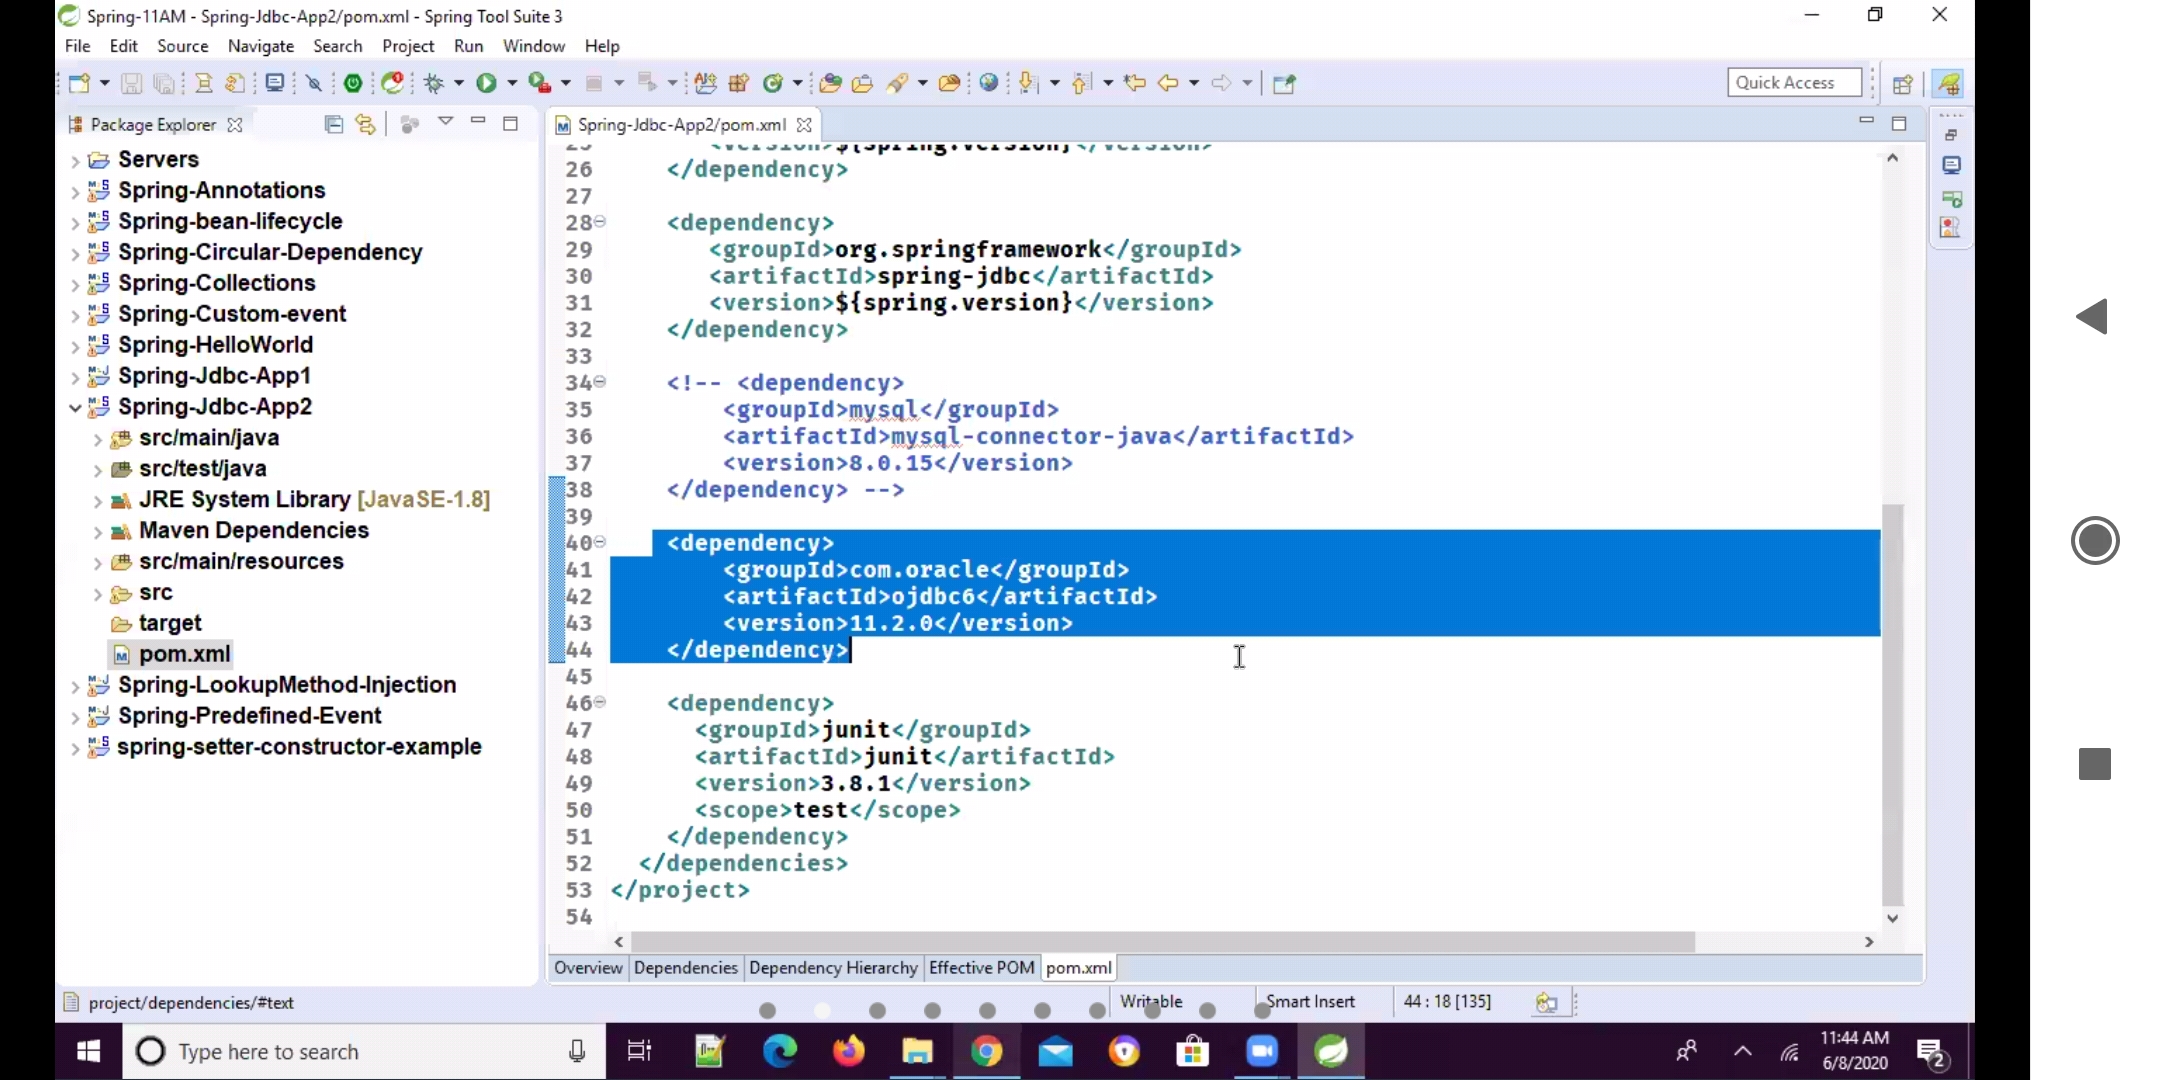 Spring-11AM - Spring-Jdbc-App2/pom.xml - Spring Tool Suite 3
File Edit Source Navigate Search Project Run Window Help
Quick Access
Package Explorer
Spring-Jdbc-App2/pom.xml
Servers
Spring-Annotations
Spring-bean-lifecycle
Spring-Circular-Dependency
Spring-Collections
Spring-Custom-event
Spring-HelloWorld
Spring-Jdbc-App1
Spring-Jdbc-App2
src/main/java
src/test/java
JRE System Library [JavaSE-1.8]
Maven Dependencies
src/main/resources
src
target
pom.xml
Spring-LookupMethod-Injection
Spring-Predefined-Event
spring-setter-constructor-example
25 <version>${spring.version}</version>
26 </dependency>
27
28 <dependency>
29 <groupId>org.springframework</groupId>
30 <artifactId>spring-jdbc</artifactId>
31 <version>${spring.version}</version>
32 </dependency>
33
34 <!-- <dependency>
35 <groupId>mysql</groupId>
36 <artifactId>mysql-connector-java</artifactId>
37 <version>8.0.15</version>
38 </dependency> -->
39
40 <dependency>
41 <groupId>com.oracle</groupId>
42 <artifactId>ojdbc6</artifactId>
43 <version>11.2.0</version>
44 </dependency>
45
46 <dependency>
47 <groupId>junit</groupId>
48 <artifactId>junit</artifactId>
49 <version>3.8.1</version>
50 <scope>test</scope>
51 </dependency>
52 </dependencies>
53 </project>
54
Overview Dependencies Dependency Hierarchy Effective POM pom.xml
project/dependencies/#text Writable Smart Insert 44 : 18 [135]
Type here to search
11:44 AM
6/8/2020
2